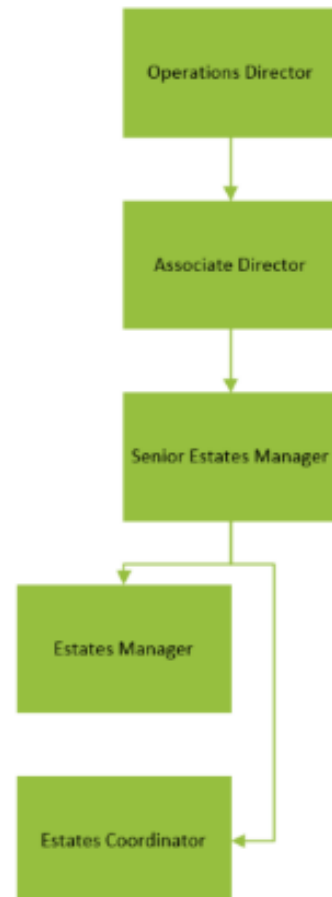 Operations Director
Associate Director
Senior Estates Manager
Estates Manager
Estates Coordinator